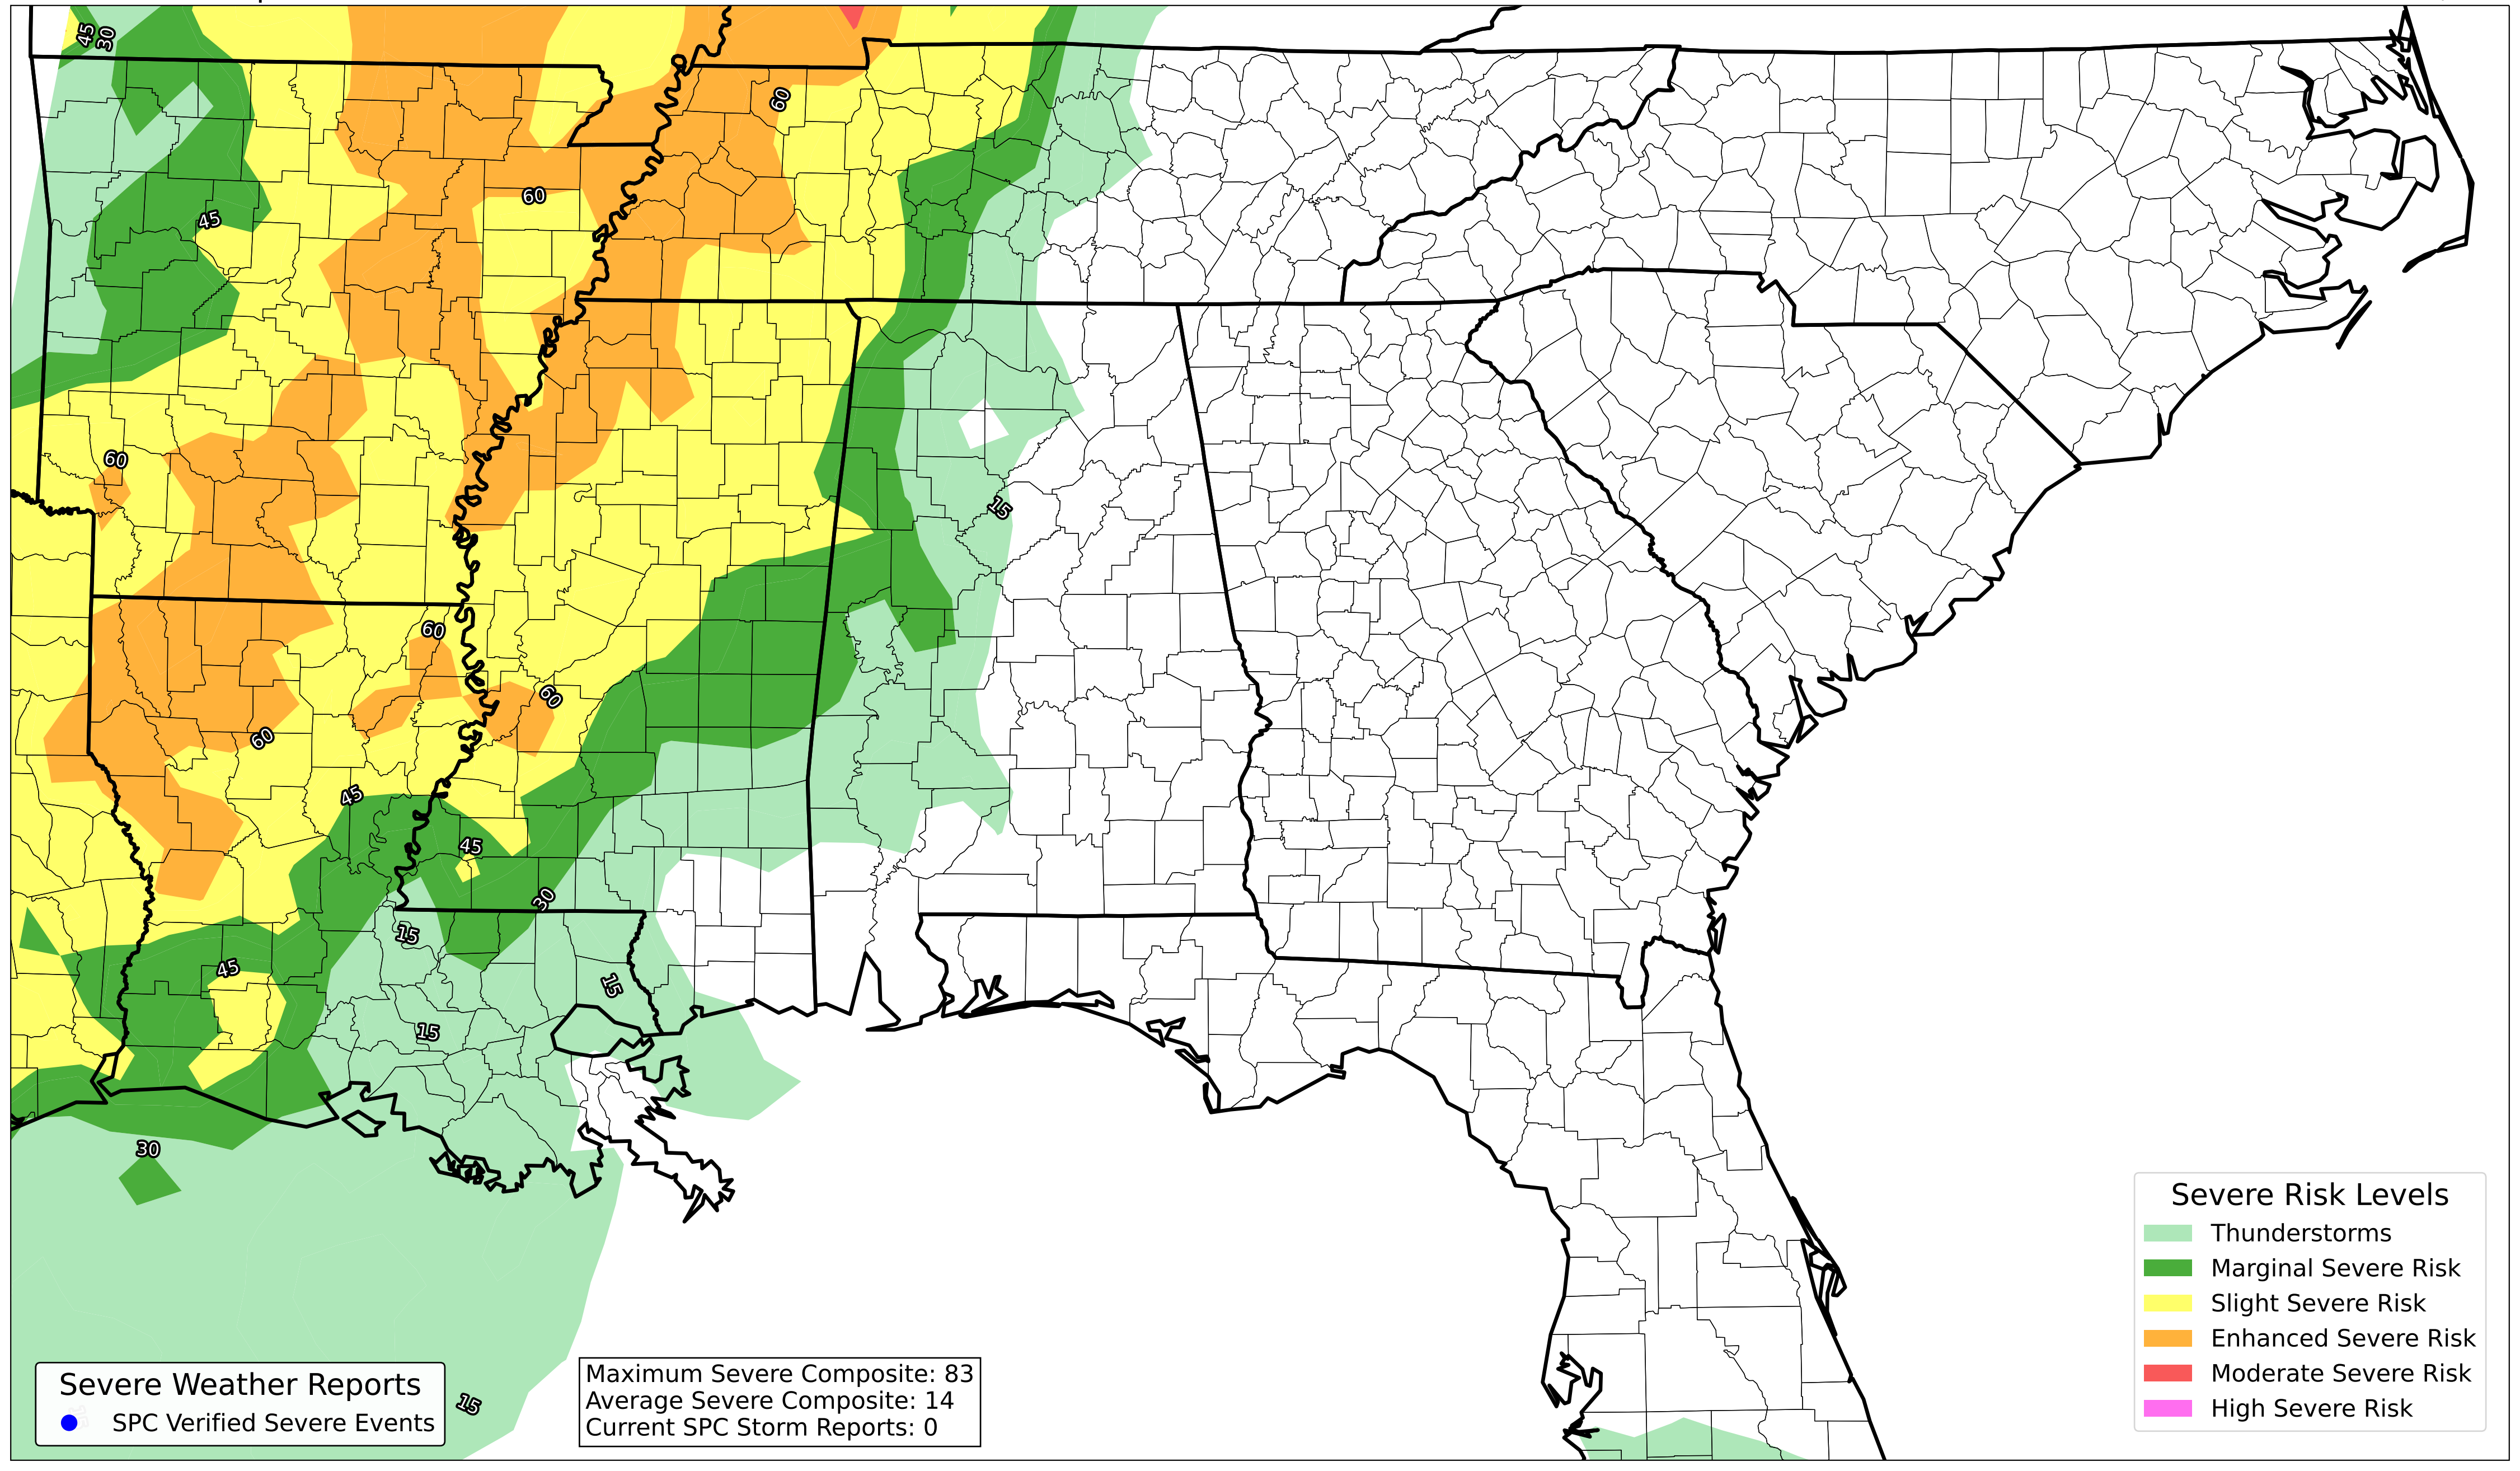 45
30
60
60
45
60
15
60
60
60
45
45
30
15
45
15
15
30
15
Severe Risk Levels
Thunderstorms
Marginal Severe Risk
Slight Severe Risk
Enhanced Severe Risk
Moderate Severe Risk
High Severe Risk
Severe Weather Reports
SPC Verified Severe Events
Maximum Severe Composite: 83
Average Severe Composite: 14
Current SPC Storm Reports: 0